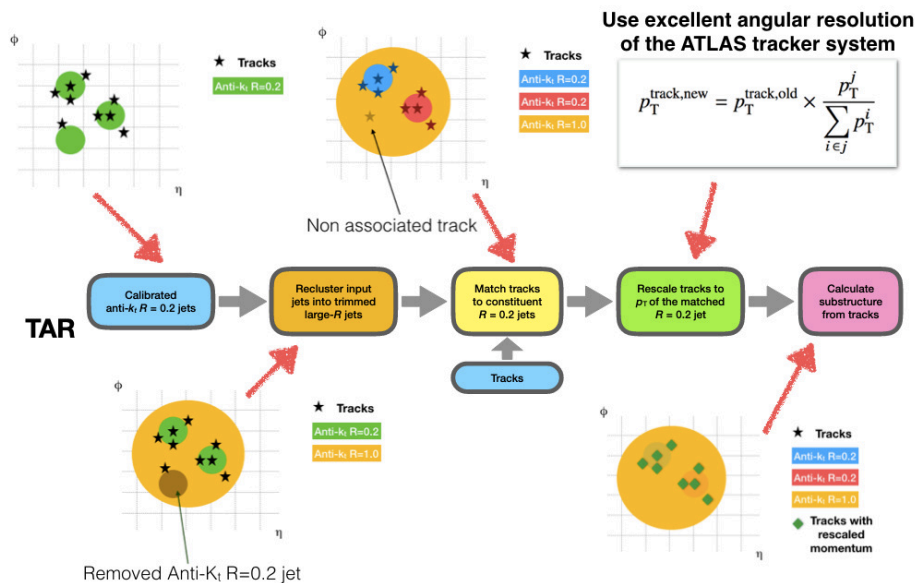 Use excellent angular resolution
of the ATLAS tracker system
p_T^{track,new} = p_T^{track,old} × \frac{p_T^j}{\sum_{i∈j} p_T^i}
ϕ
Tracks
Anti-kₜ R=0.2
η
ϕ
Tracks
Anti-kₜ R=0.2
Anti-kₜ R=0.2
Anti-kₜ R=1.0
η
Non associated track
TAR
Calibrated
anti-kₜ R = 0.2 jets
Recluster input
jets into trimmed
large-R jets
Match tracks
to constituent
R = 0.2 jets
Rescale tracks to
p_T of the matched
R = 0.2 jet
Calculate
substructure
from tracks
Tracks
ϕ
Tracks
Anti-kₜ R=0.2
Anti-kₜ R=1.0
η
Removed Anti-Kₜ R=0.2 jet
ϕ
Tracks
Anti-kₜ R=0.2
Anti-kₜ R=0.2
Anti-kₜ R=1.0
Tracks with
rescaled
momentum
η